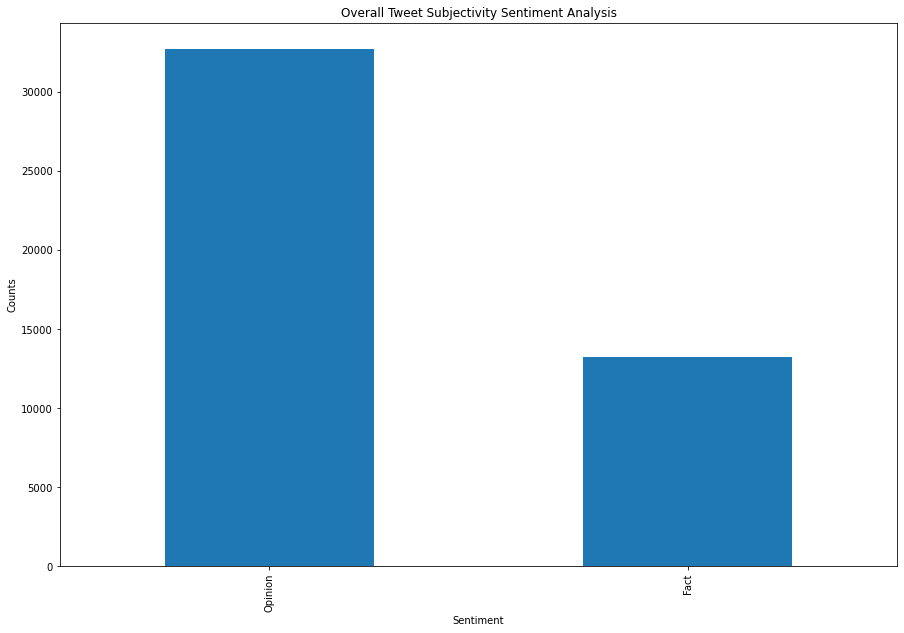 Overall Tweet Subjectivity Sentiment Analysis
Counts
30000
25000
20000
15000
10000
5000
0
Opinion
Fact
Sentiment